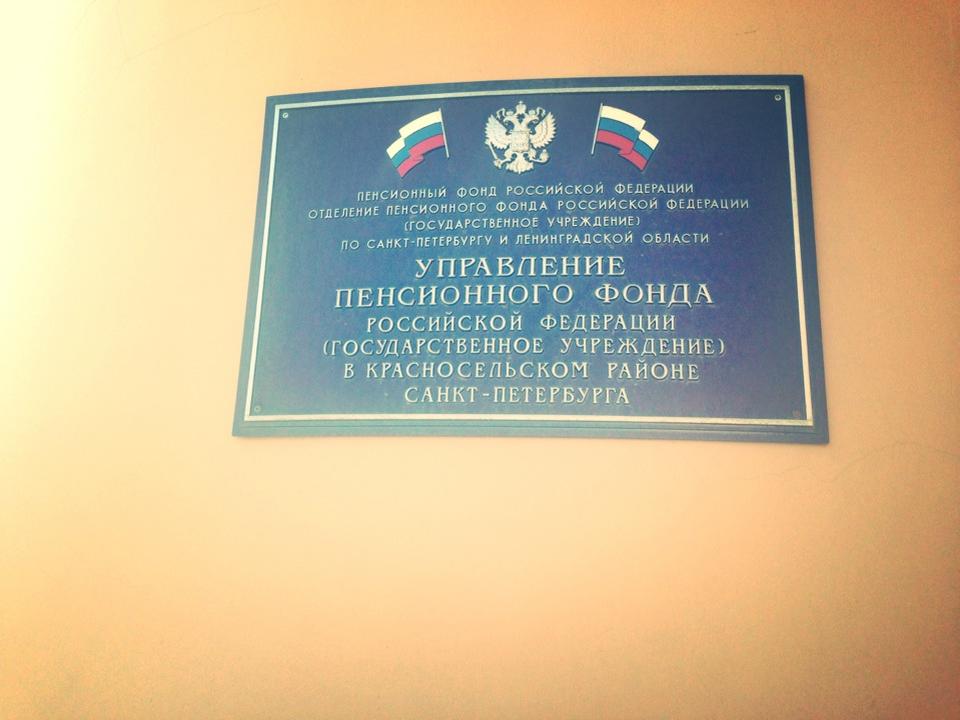 ПЕНСИОННЫЙ ФОНД РОССИЙСКОЙ ФЕДЕРАЦИИ
ОТДЕЛЕНИЕ ПЕНСИОННОГО ФОНДА РОССИЙСКОЙ ФЕДЕРАЦИИ
(ГОСУДАРСТВЕННОЕ УЧРЕЖДЕНИЕ)
ПО САНКТ-ПЕТЕРБУРГУ И ЛЕНИНГРАДСКОЙ ОБЛАСТИ
УПРАВЛЕНИЕ
ПЕНСИОННОГО ФОНДА
РОССИЙСКОЙ ФЕДЕРАЦИИ
(ГОСУДАРСТВЕННОЕ УЧРЕЖДЕНИЕ)
В КРАСНОСЕЛЬСКОМ РАЙОНЕ
САНКТ-ПЕТЕРБУРГА